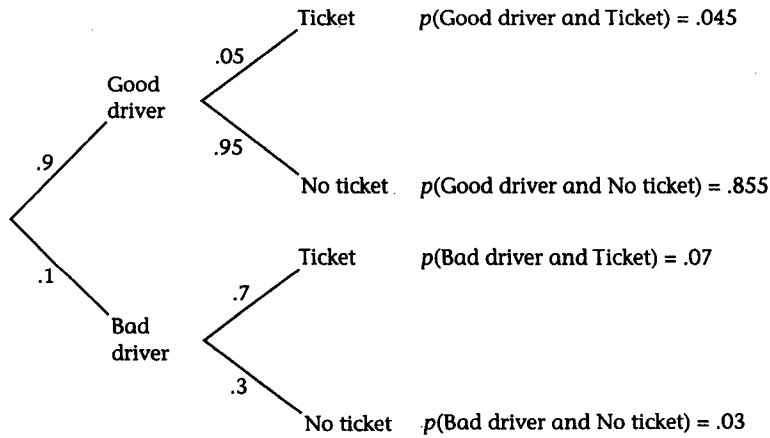 Ticket p(Good driver and Ticket) = .045
.05
Good
driver
.95
.9
No ticket p(Good driver and No ticket) = .855
Ticket p(Bad driver and Ticket) = .07
.1
.7
Bad
driver
.3
No ticket p(Bad driver and No ticket) = .03